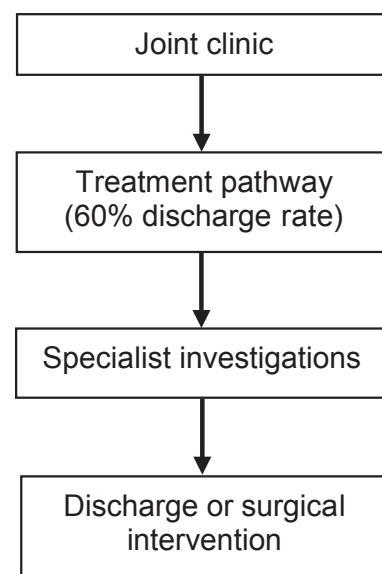 Joint clinic
Treatment pathway
(60% discharge rate)
Specialist investigations
Discharge or surgical
intervention